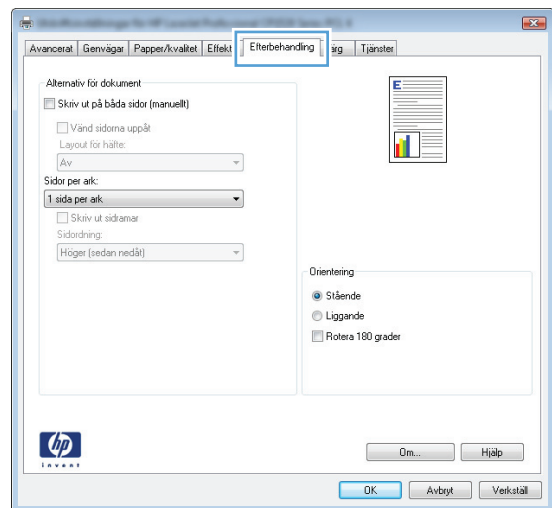 Avancerat Genvägar Papper/kvalitet Effekt Efterbehandling Tjänster
Alternativ för dokument
Skriv ut på båda sidor (manuellt)
Vänd sidorna uppåt
Layout för häfte:
Av
Sidor per ark:
1 sida per ark
Skriv ut sidramar
Sidordning:
Höger (sedan nedåt)
E
Orientering
Stående
Liggande
Rotera 180 grader
hp
invent
Om... Hjälp
OK Avbryt Verkställ